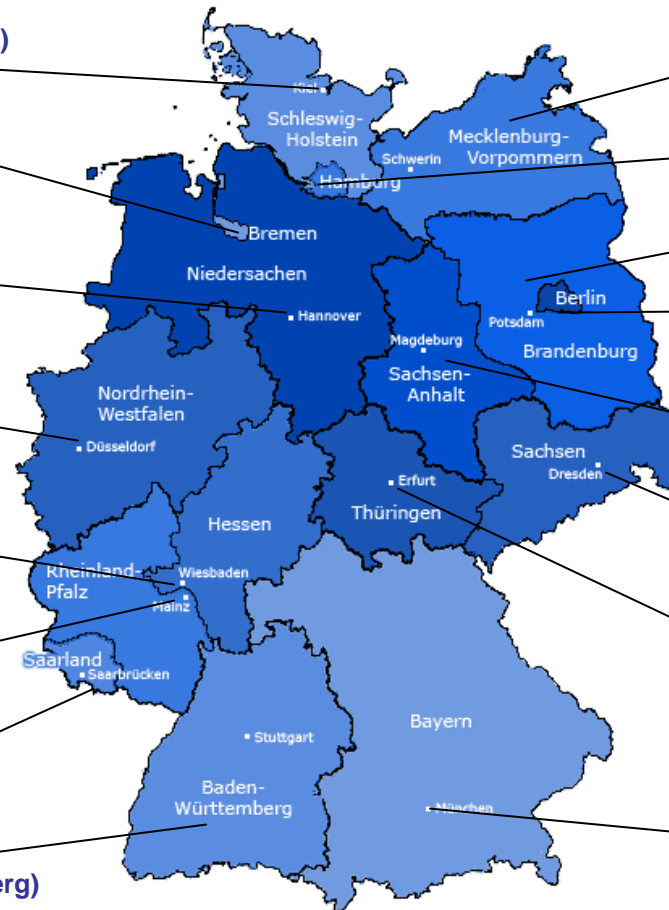 )
Kiel
Schleswig-
Holstein
Mecklenburg-
Vorpommern
Schwerin
Hamburg
Bremen
Niedersachen
Hannover
Berlin
Potsdam
Brandenburg
Magdeburg
Sachsen-
Anhalt
Nordrhein-
Westfalen
Düsseldorf
Sachsen
Dresden
Erfurt
Thüringen
Hessen
Wiesbaden
Rheinland-
Pfalz
Mainz
Saarland
Saarbrücken
Stuttgart
Bayern
Baden-
Württemberg
München
erg)